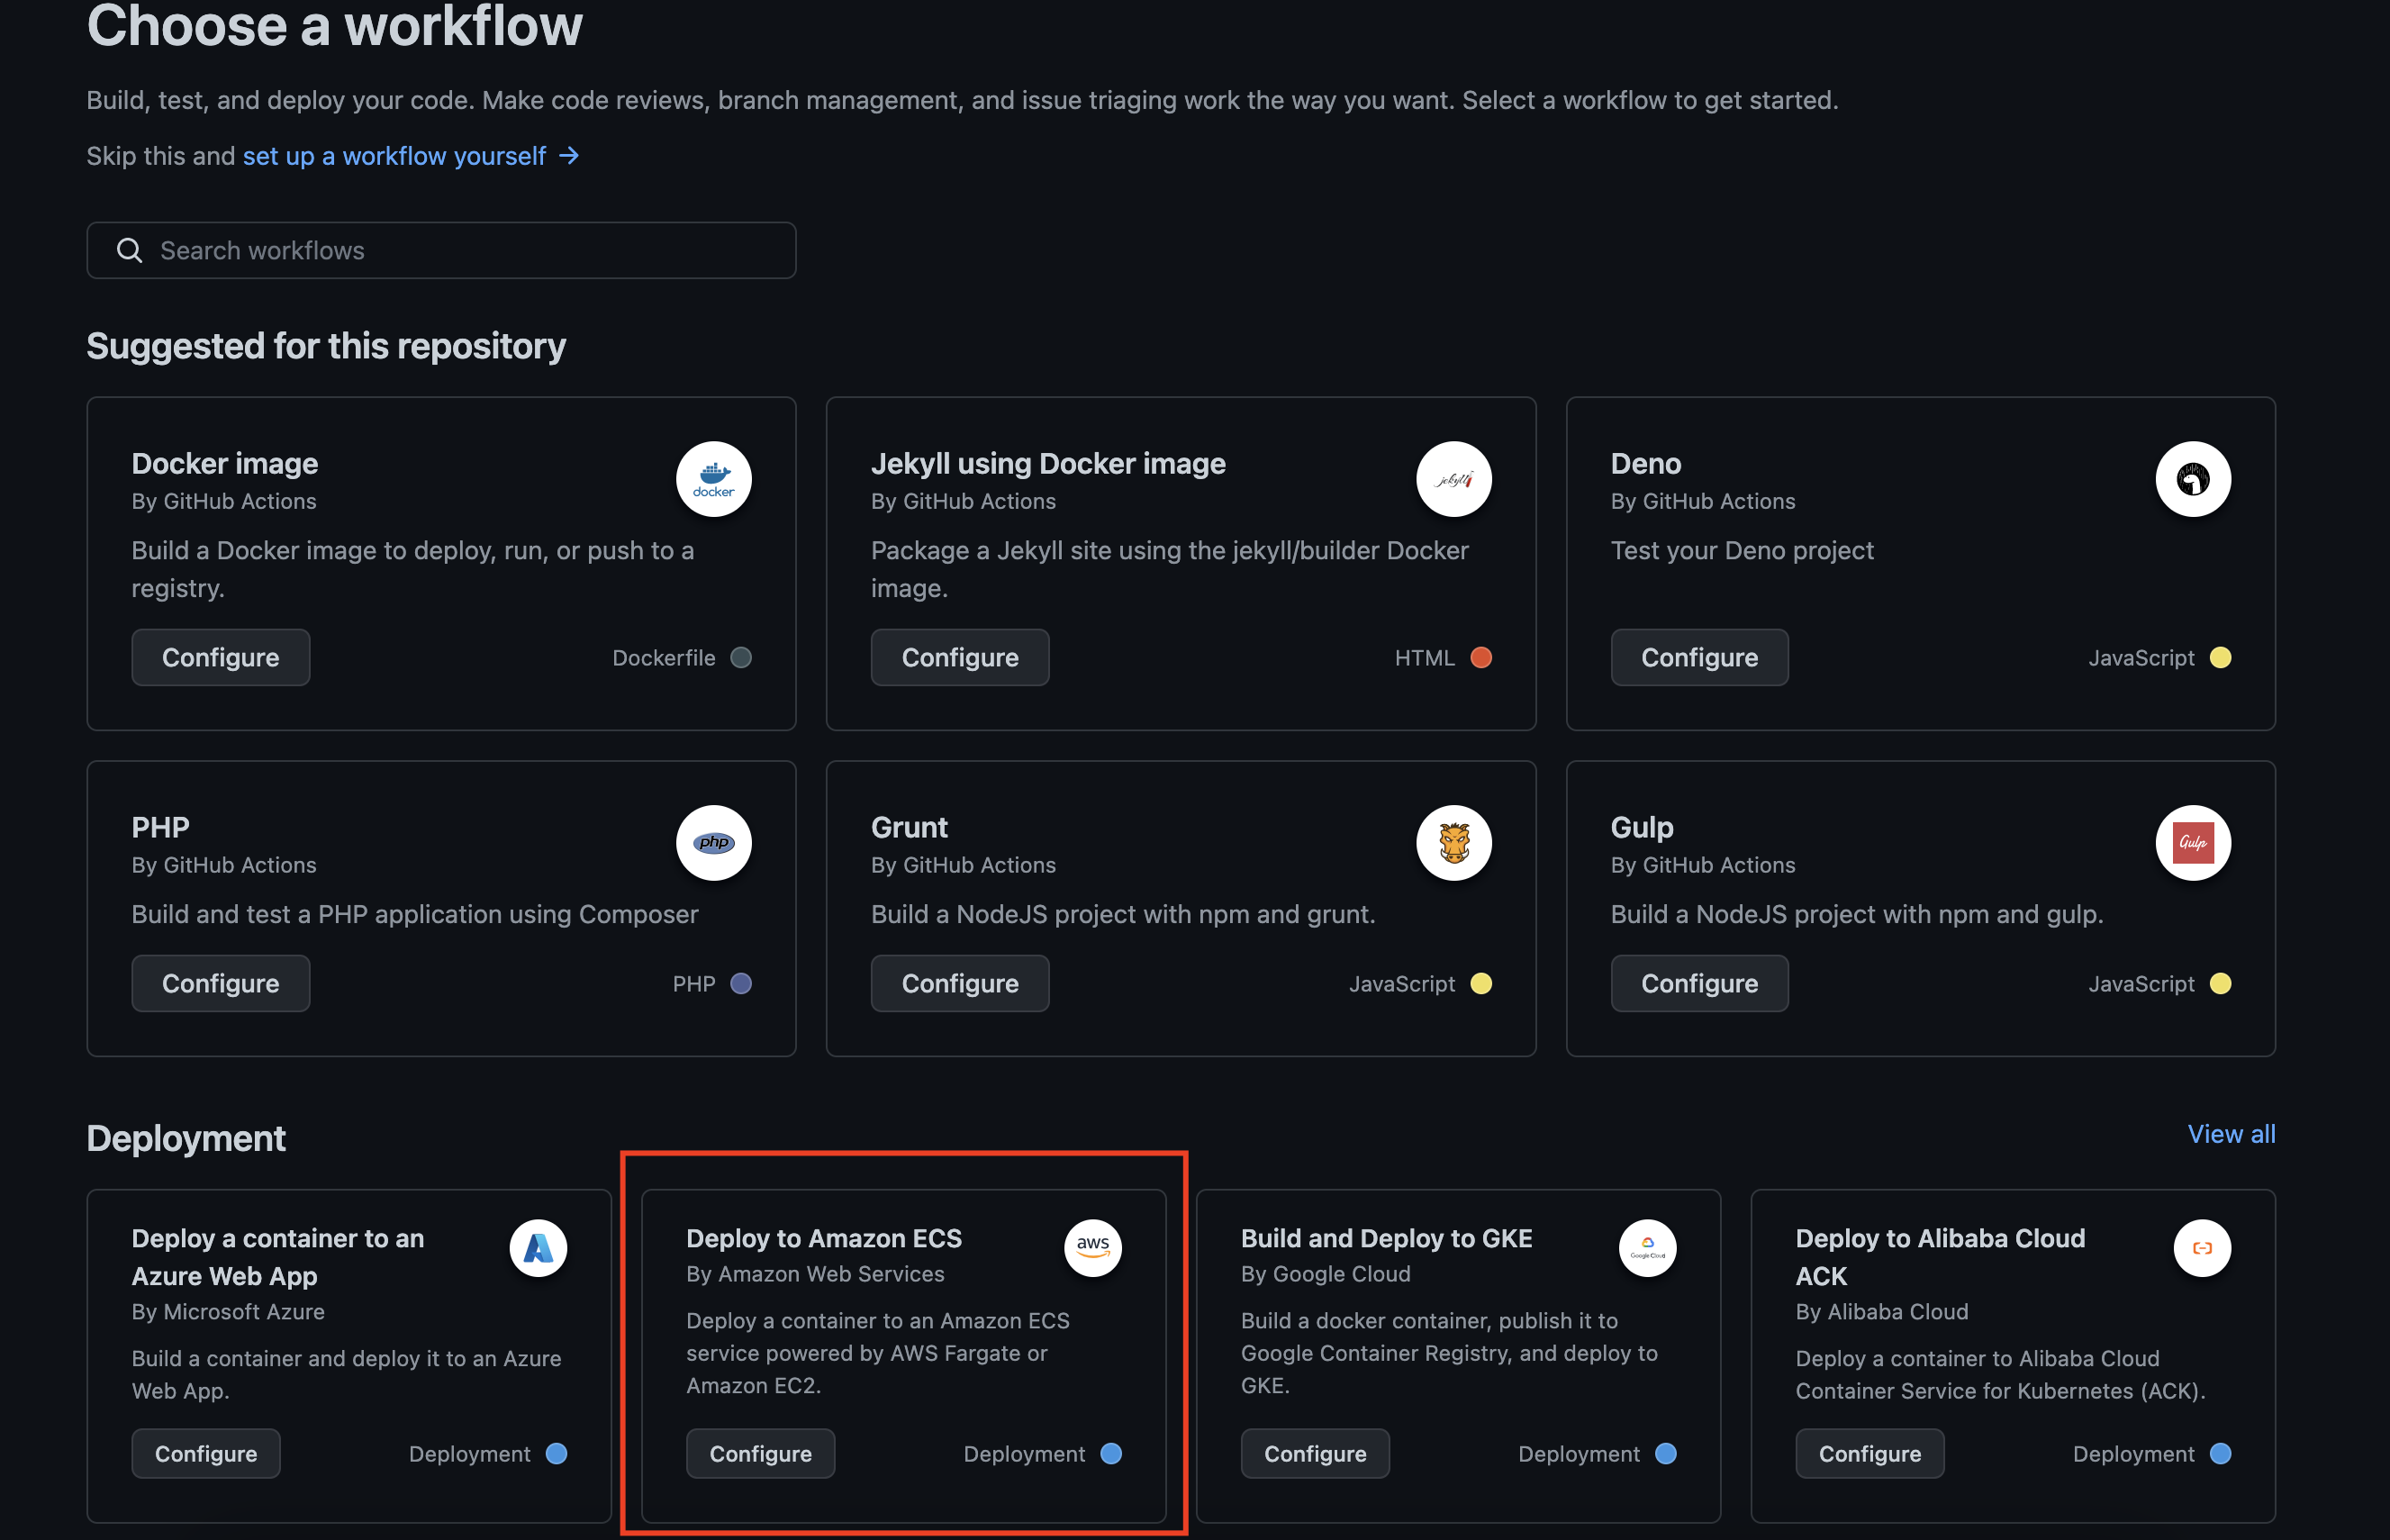 Choose a workflow
Build, test, and deploy your code. Make code reviews, branch management, and issue triaging work the way you want. Select a workflow to get started.
Skip this and set up a workflow yourself →
Search workflows
Suggested for this repository
Docker image
By GitHub Actions
Build a Docker image to deploy, run, or push to a
registry.
Configure
Dockerfile
docker
Jekyll using Docker image
By GitHub Actions
Package a Jekyll site using the jekyll/builder Docker
image.
Configure
HTML
jekyll
Deno
By GitHub Actions
Test your Deno project
Configure
JavaScript
PHP
By GitHub Actions
Build and test a PHP application using Composer
Configure
PHP
php
Grunt
By GitHub Actions
Build a NodeJS project with npm and grunt.
Configure
JavaScript
Gulp
By GitHub Actions
Build a NodeJS project with npm and gulp.
Configure
JavaScript
Gulp
Deployment
View all
Deploy a container to an
Azure Web App
By Microsoft Azure
Build a container and deploy it to an Azure
Web App.
Configure
Deployment
Deploy to Amazon ECS
By Amazon Web Services
Deploy a container to an Amazon ECS
service powered by AWS Fargate or
Amazon EC2.
Configure
Deployment
aws
Build and Deploy to GKE
By Google Cloud
Build a docker container, publish it to
Google Container Registry, and deploy to
GKE.
Configure
Deployment
Google Cloud
Deploy to Alibaba Cloud
ACK
By Alibaba Cloud
Deploy a container to Alibaba Cloud
Container Service for Kubernetes (ACK).
Configure
Deployment